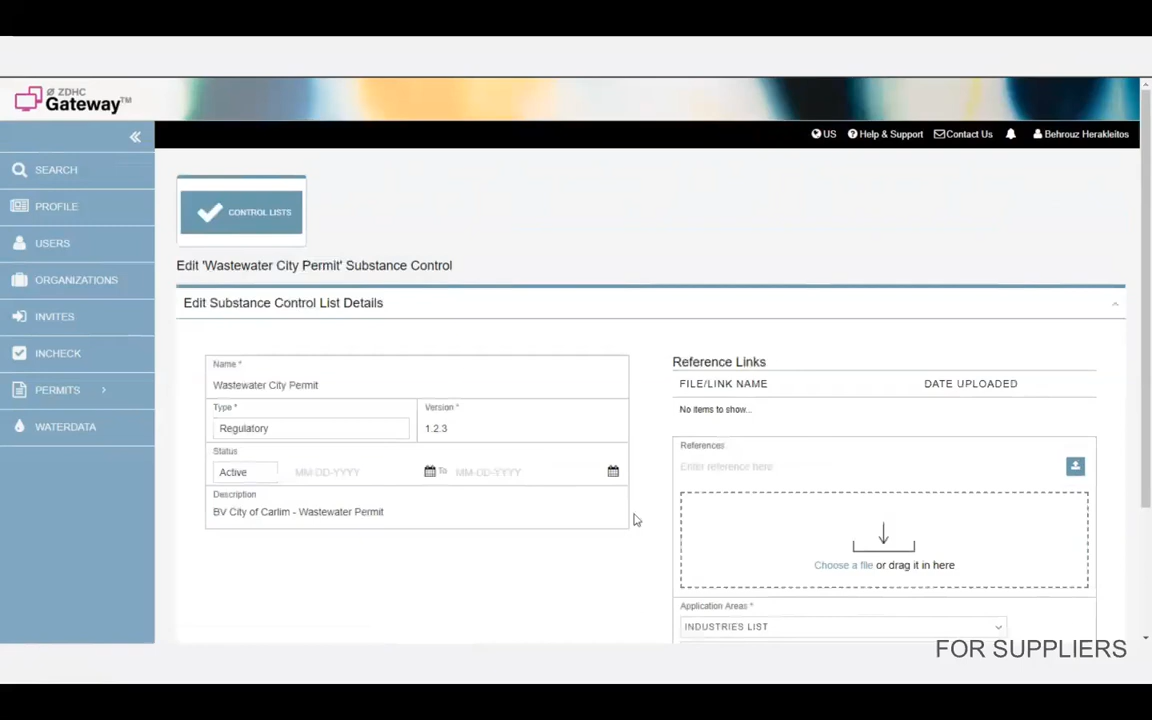 Ø ZDHC
Gateway™
US Help & Support Contact Us Behrouz Herakleitos
SEARCH
PROFILE
USERS
ORGANIZATIONS
INVITES
INCHECK
PERMITS
WATERDATA
CONTROL LISTS
Edit 'Wastewater City Permit' Substance Control
Edit Substance Control List Details
Name *
Wastewater City Permit
Type *
Regulatory
Version *
1.2.3
Status
Active MM-DD-YYYY To MM-DD-YYYY
Description
BV City of Carlim - Wastewater Permit
Reference Links
FILE/LINK NAME DATE UPLOADED
No items to show...
References
Enter reference here
Choose a file or drag it in here
Application Areas *
INDUSTRIES LIST
FOR SUPPLIERS